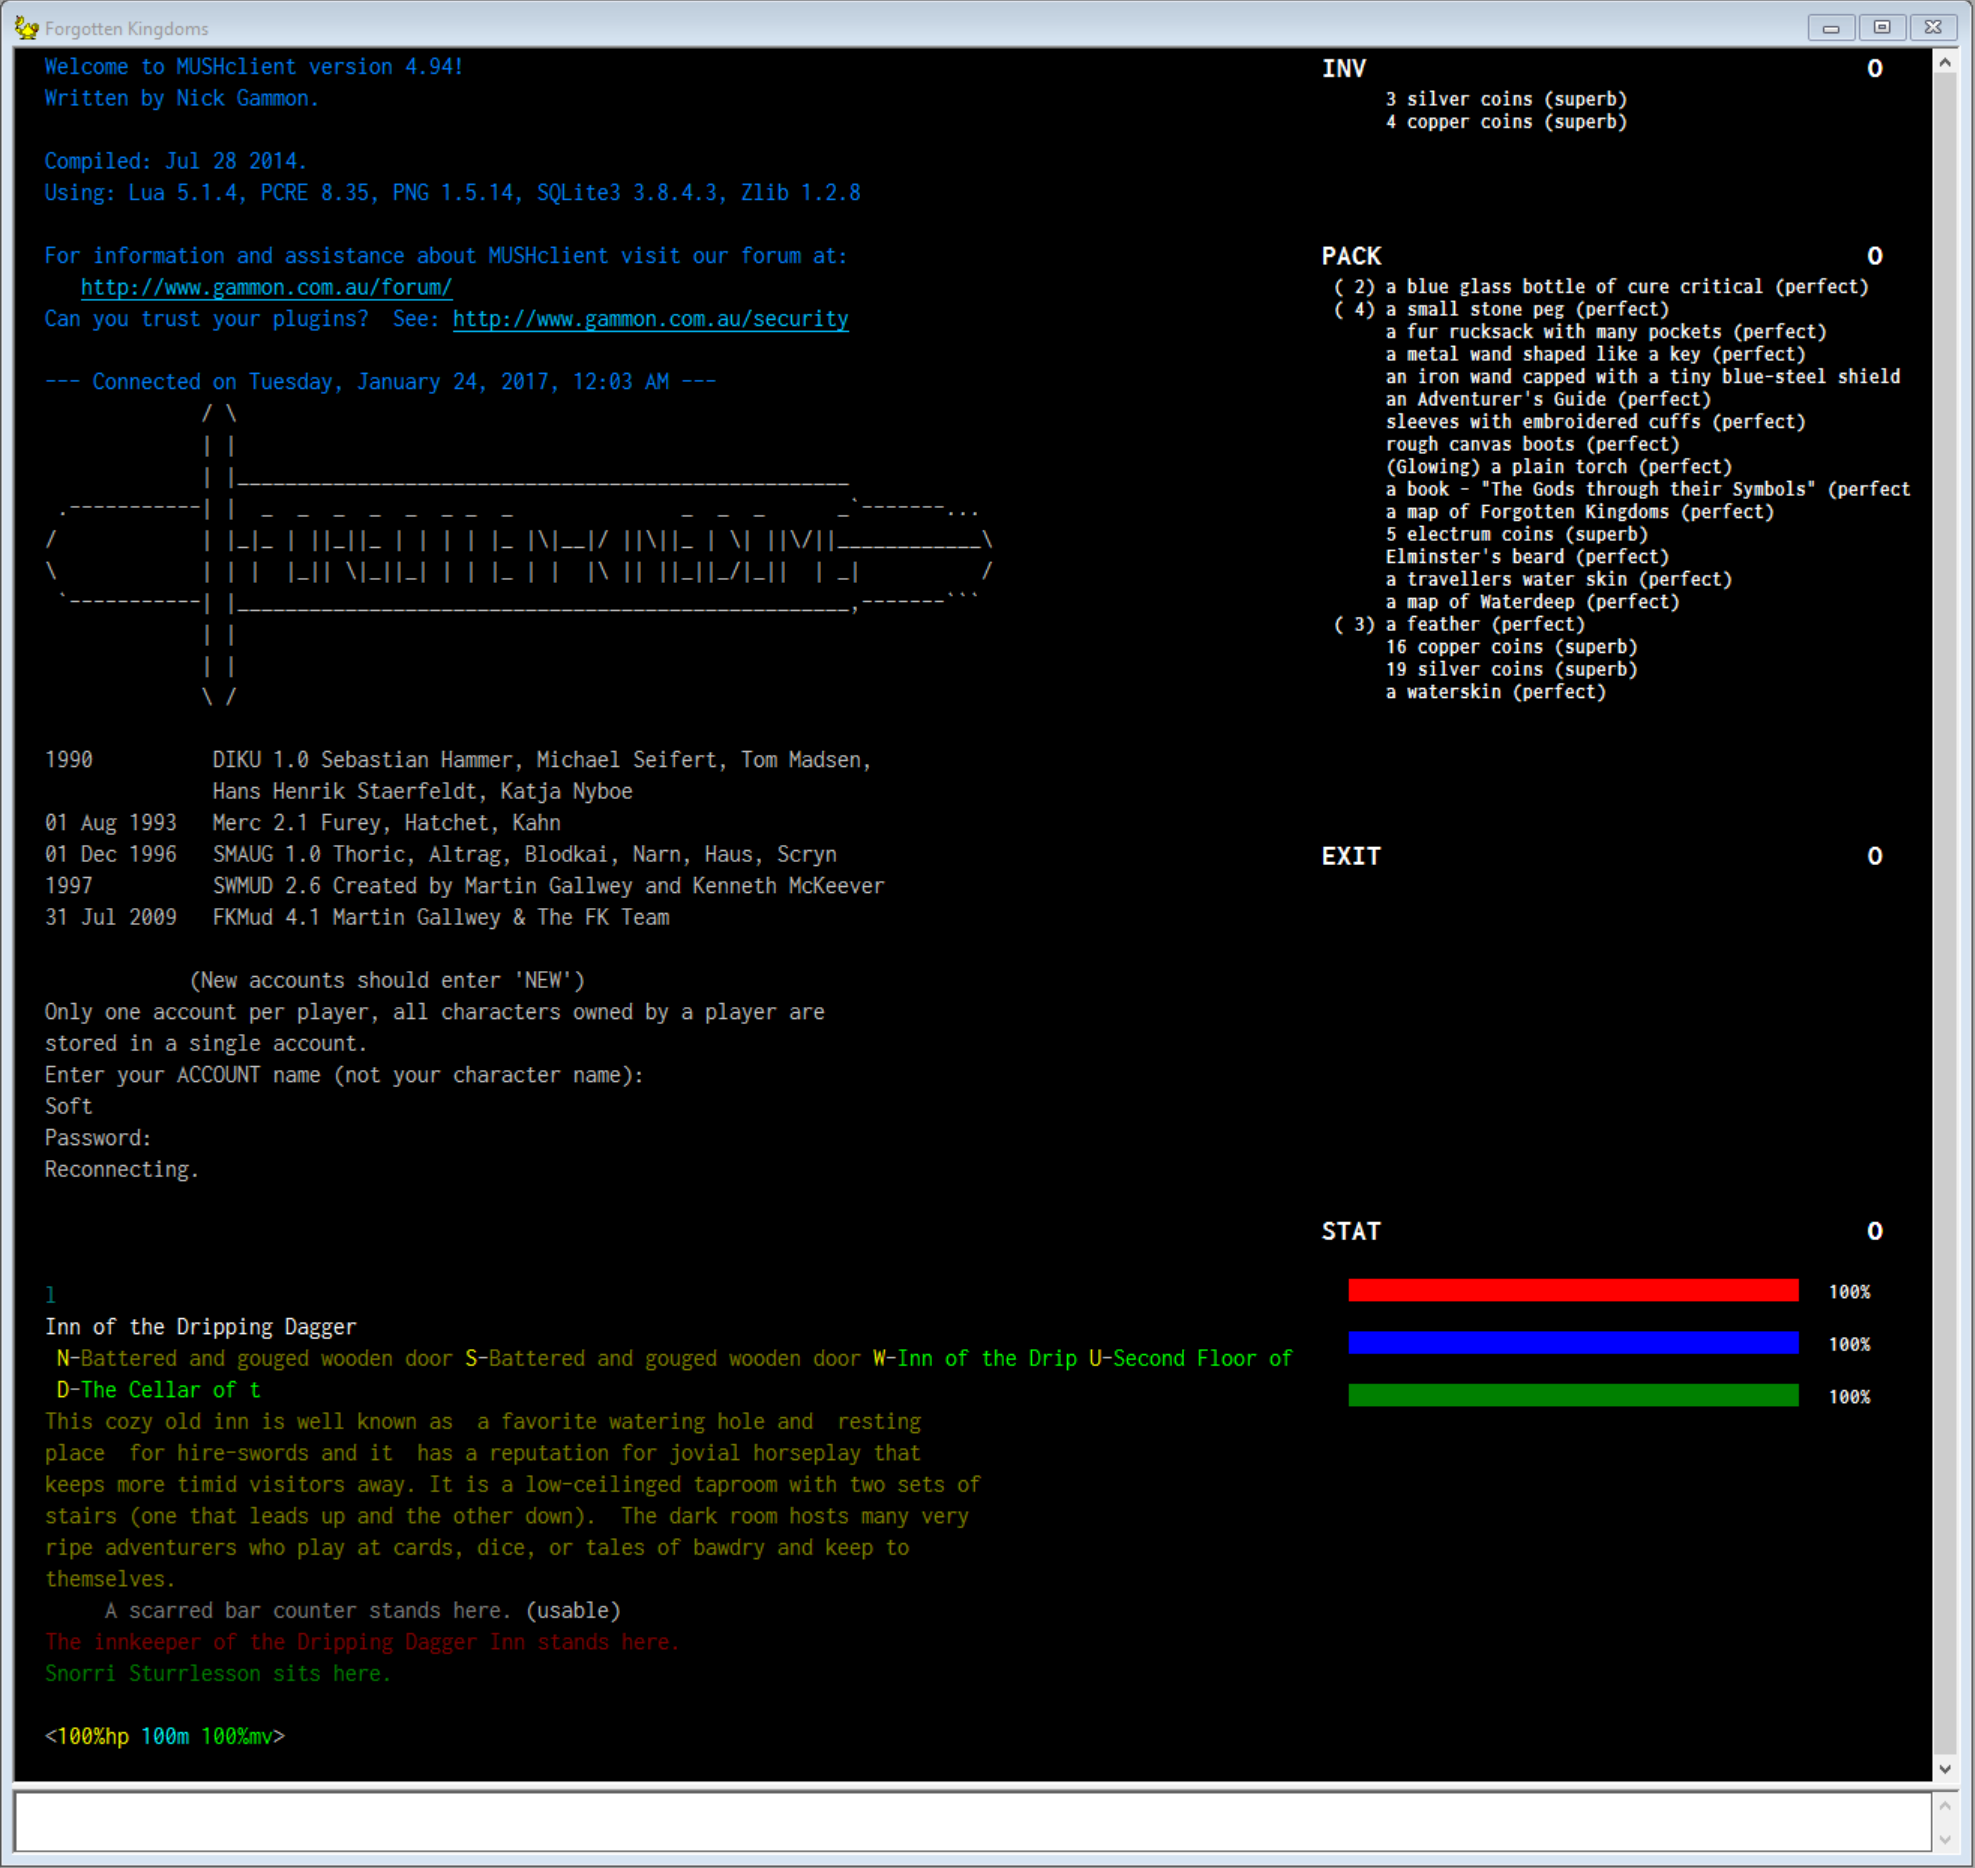 Forgotten Kingdoms
Welcome to MUSHclient version 4.94!
Written by Nick Gammon.
Compiled: Jul 28 2014.
Using: Lua 5.1.4, PCRE 8.35, PNG 1.5.14, SQLite3 3.8.4.3, Zlib 1.2.8
For information and assistance about MUSHclient visit our forum at:
http://www.gammon.com.au/forum/
Can you trust your plugins?  See: http://www.gammon.com.au/security
--- Connected on Tuesday, January 24, 2017, 12:03 AM ---
FORGOTTEN KINGDOMS
1990          DIKU 1.0 Sebastian Hammer, Michael Seifert, Tom Madsen,
Hans Henrik Staerfeldt, Katja Nyboe
01 Aug 1993   Merc 2.1 Furey, Hatchet, Kahn
01 Dec 1996   SMAUG 1.0 Thoric, Altrag, Blodkai, Narn, Haus, Scryn
1997          SWMUD 2.6 Created by Martin Gallwey and Kenneth McKeever
31 Jul 2009   FKMud 4.1 Martin Gallwey & The FK Team
(New accounts should enter 'NEW')
Only one account per player, all characters owned by a player are
stored in a single account.
Enter your ACCOUNT name (not your character name):
Soft
Password:
Reconnecting.
l
Inn of the Dripping Dagger
N-Battered and gouged wooden door S-Battered and gouged wooden door W-Inn of the Drip U-Second Floor of
D-The Cellar of t
This cozy old inn is well known as  a favorite watering hole and  resting
place  for hire-swords and it  has a reputation for jovial horseplay that
keeps more timid visitors away. It is a low-ceilinged taproom with two sets of
stairs (one that leads up and the other down).  The dark room hosts many very
ripe adventurers who play at cards, dice, or tales of bawdry and keep to
themselves.
A scarred bar counter stands here. (usable)
The innkeeper of the Dripping Dagger Inn stands here.
Snorri Sturrlesson sits here.
<100%hp 100m 100%mv>
INV O
3 silver coins (superb)
4 copper coins (superb)
PACK O
( 2) a blue glass bottle of cure critical (perfect)
( 4) a small stone peg (perfect)
a fur rucksack with many pockets (perfect)
a metal wand shaped like a key (perfect)
an iron wand capped with a tiny blue-steel shield
an Adventurer's Guide (perfect)
sleeves with embroidered cuffs (perfect)
rough canvas boots (perfect)
(Glowing) a plain torch (perfect)
a book - "The Gods through their Symbols" (perfect
a map of Forgotten Kingdoms (perfect)
5 electrum coins (superb)
Elminster's beard (perfect)
a travellers water skin (perfect)
a map of Waterdeep (perfect)
( 3) a feather (perfect)
16 copper coins (superb)
19 silver coins (superb)
a waterskin (perfect)
EXIT O
STAT O
100%
100%
100%